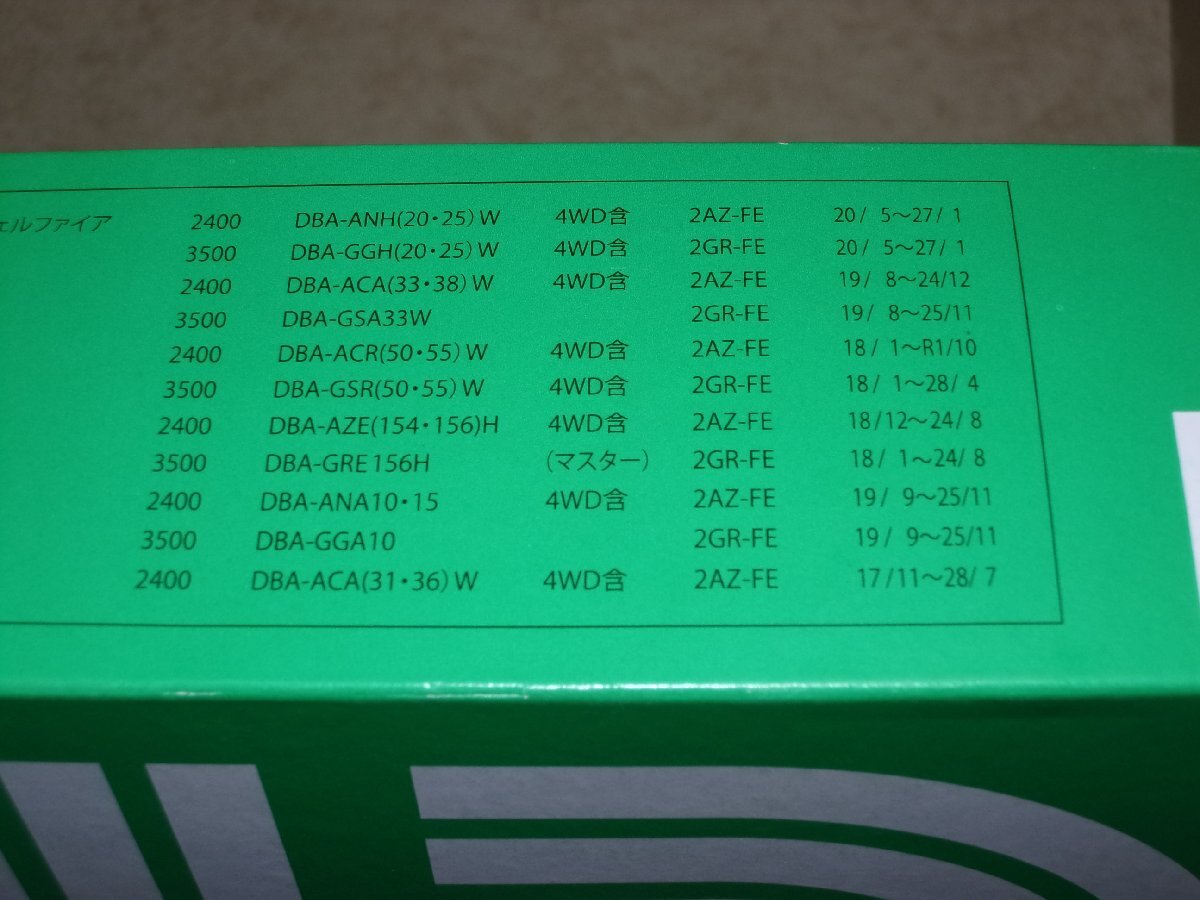 ェルファイア 2400 DBA-ANH(20・25)W 4WD含 2AZ-FE 20/ 5～27/ 1
3500 DBA-GGH(20・25)W 4WD含 2GR-FE 20/ 5～27/ 1
2400 DBA-ACA(33・38)W 4WD含 2AZ-FE 19/ 8～24/12
3500 DBA-GSA33W 2GR-FE 19/ 8～25/11
2400 DBA-ACR(50・55)W 4WD含 2AZ-FE 18/ 1～R1/10
3500 DBA-GSR(50・55)W 4WD含 2GR-FE 18/ 1～28/ 4
2400 DBA-AZE(154・156)H 4WD含 2AZ-FE 18/12～24/ 8
3500 DBA-GRE156H (マスター) 2GR-FE 18/ 1～24/ 8
2400 DBA-ANA10・15 4WD含 2AZ-FE 19/ 9～25/11
3500 DBA-GGA10 2GR-FE 19/ 9～25/11
2400 DBA-ACA(31・36)W 4WD含 2AZ-FE 17/11～28/ 7